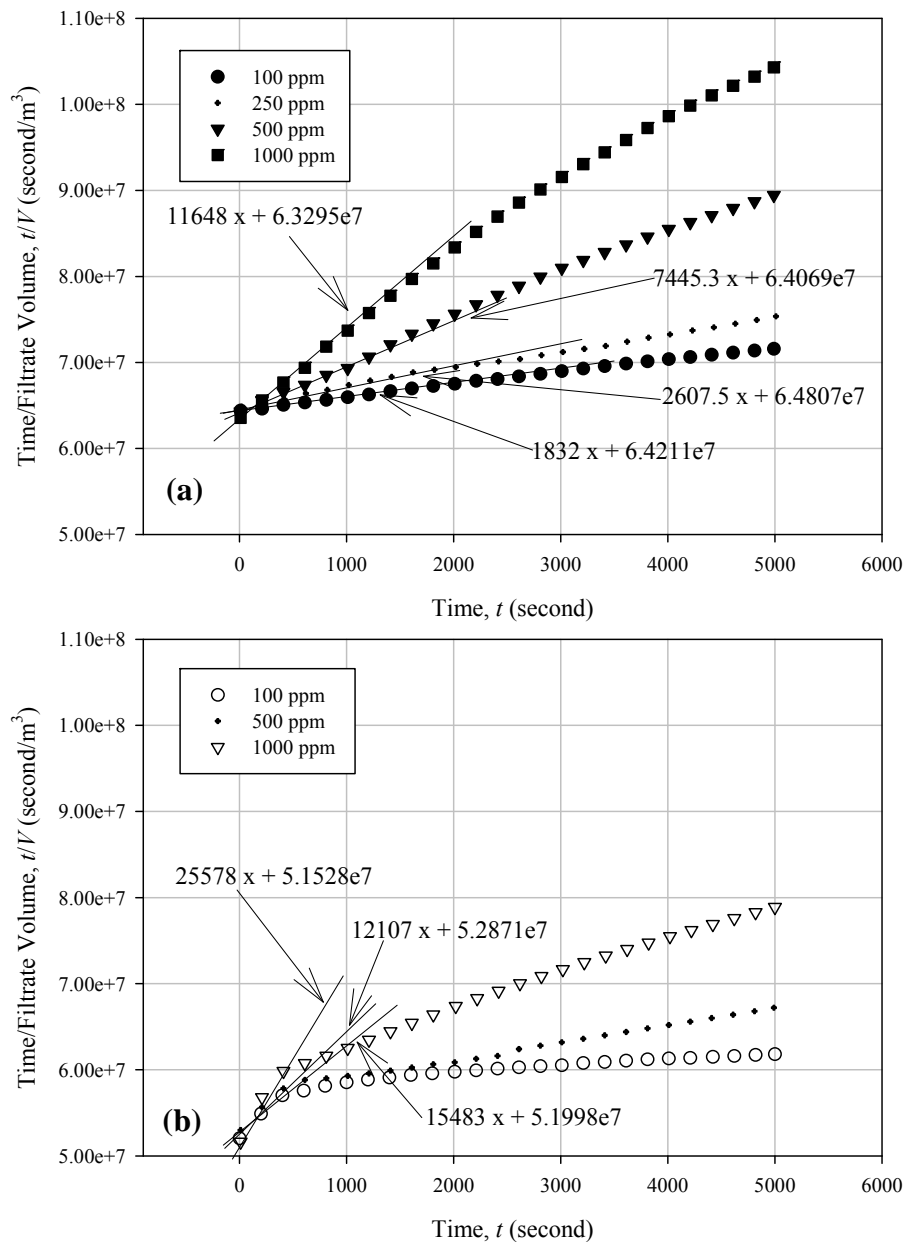 1.10e+8
1.00e+8
9.00e+7
8.00e+7
7.00e+7
6.00e+7
5.00e+7
Time/Filtrate Volume, t/V (second/m³)
100 ppm
250 ppm
500 ppm
1000 ppm
11648 x + 6.3295e7
7445.3 x + 6.4069e7
2607.5 x + 6.4807e7
1832 x + 6.4211e7
(a)
0 1000 2000 3000 4000 5000 6000
Time, t (second)
1.10e+8
1.00e+8
9.00e+7
8.00e+7
7.00e+7
6.00e+7
5.00e+7
Time/Filtrate Volume, t/V (second/m³)
100 ppm
500 ppm
1000 ppm
25578 x + 5.1528e7
12107 x + 5.2871e7
15483 x + 5.1998e7
(b)
0 1000 2000 3000 4000 5000 6000
Time, t (second)